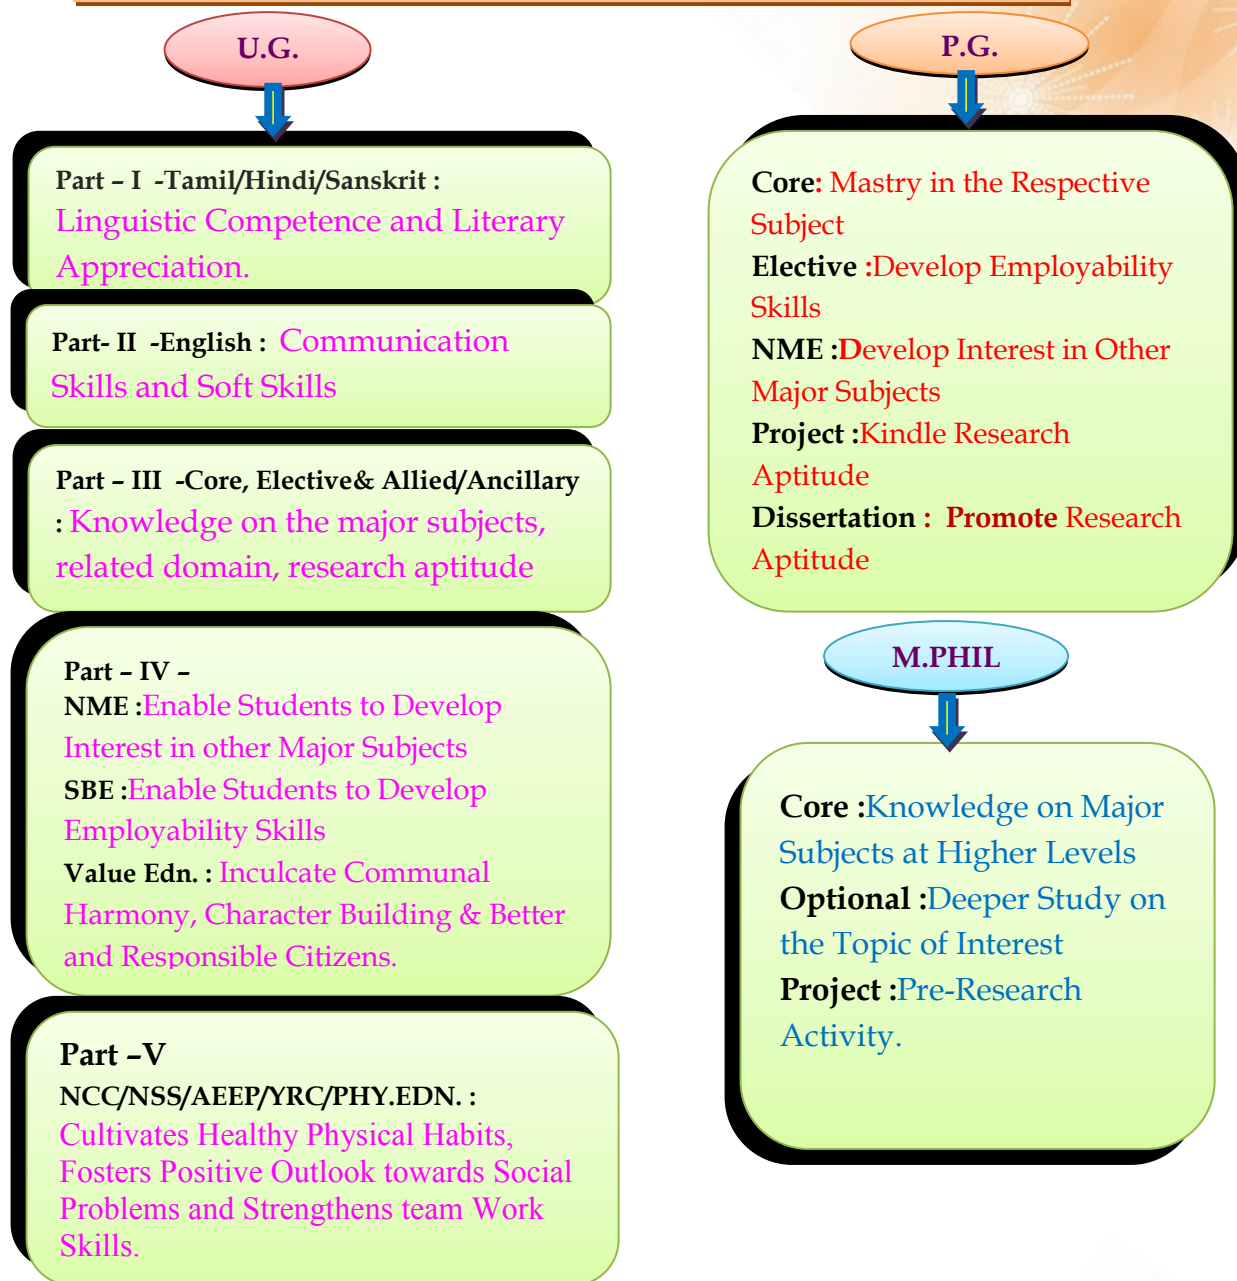 U.G.
Part – I  -Tamil/Hindi/Sanskrit :
Linguistic Competence and Literary
Appreciation.
Part- II  -English :  Communication
Skills and Soft Skills
Part – III  -Core, Elective& Allied/Ancillary
: Knowledge on the major subjects,
related domain, research aptitude
Part – IV –
NME :Enable Students to Develop
Interest in other Major Subjects
SBE :Enable Students to Develop
Employability Skills
Value Edn. : Inculcate Communal
Harmony, Character Building & Better
and Responsible Citizens.
Part –V
NCC/NSS/AEEP/YRC/PHY.EDN. :
Cultivates Healthy Physical Habits,
Fosters Positive Outlook towards Social
Problems and Strengthens team Work
Skills.
P.G.
Core: Mastry in the Respective
Subject
Elective :Develop Employability
Skills
NME :Develop Interest in Other
Major Subjects
Project :Kindle Research
Aptitude
Dissertation :  Promote Research
Aptitude
M.PHIL
Core :Knowledge on Major
Subjects at Higher Levels
Optional :Deeper Study on
the Topic of Interest
Project :Pre-Research
Activity.